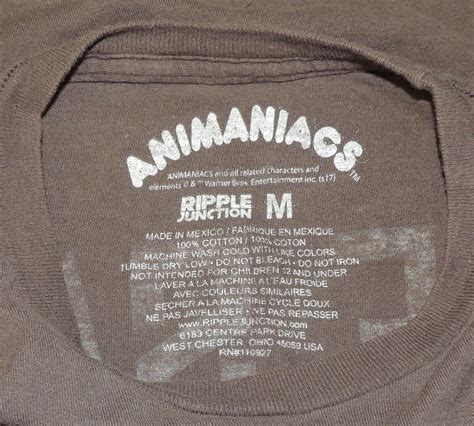 ANIMANIACS™
ANIMANIACS and all related characters and
elements © & ™ Warner Bros. Entertainment Inc. (s17)
RIPPLE
JUNCTION M
MADE IN MEXICO / FABRIQUE EN MEXIQUE
100% COTTON / 100% COTON
MACHINE WASH COLD WITH LIKE COLORS
TUMBLE DRY LOW • DO NOT BLEACH • DO NOT IRON
NOT INTENDED FOR CHILDREN 12 AND UNDER
LAVER A LA MACHINE A L'EAU FROIDE
AVEC COULEURS SIMILAIRES
SECHER A LA MACHINE CYCLE DOUX
NE PAS JAVELLISER • NE PAS REPASSER
www.RIPPLEJUNCTION.com
6183 CENTRE PARK DRIVE
WEST CHESTER, OHIO 45069 USA
RN#110927